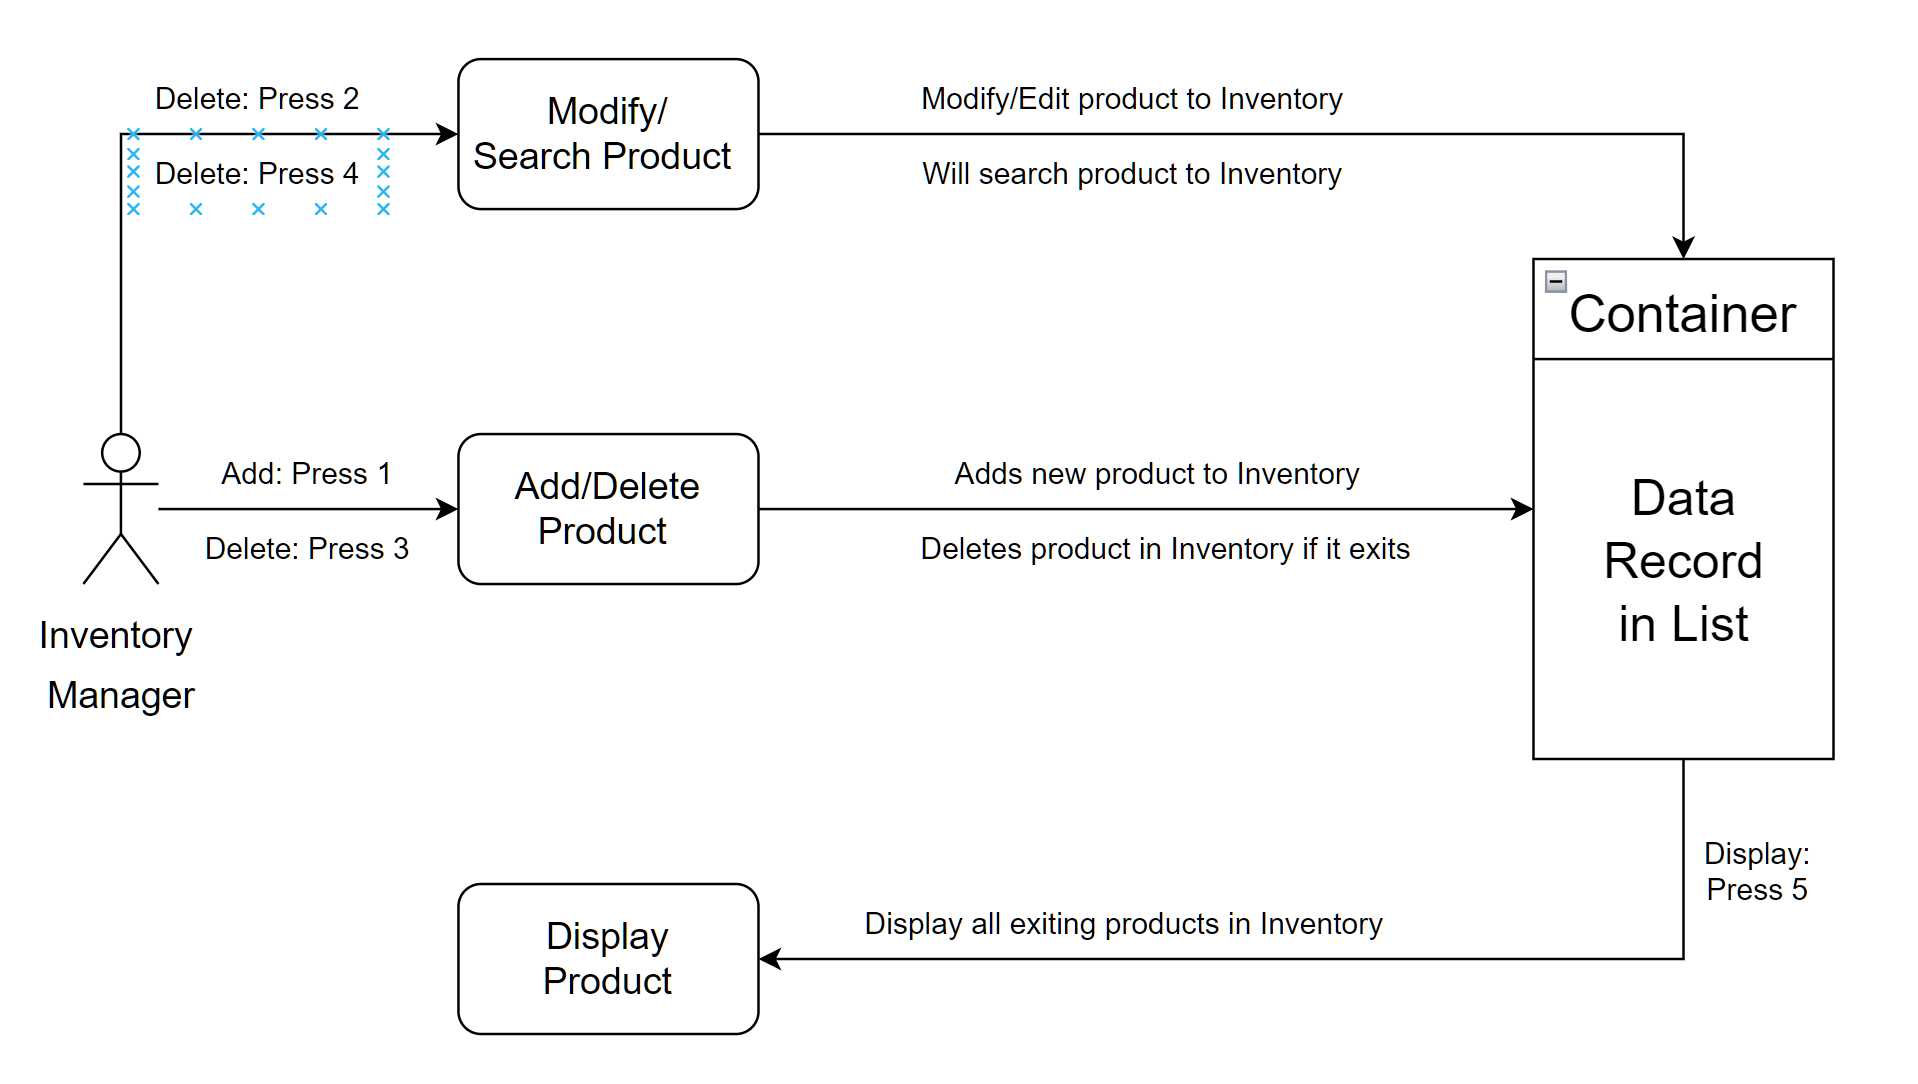 Delete: Press 2
Delete: Press 4
Modify/
Search Product
Modify/Edit product to Inventory
Will search product to Inventory
Container
Data
Record
in List
Add: Press 1
Delete: Press 3
Add/Delete
Product
Adds new product to Inventory
Deletes product in Inventory if it exits
Inventory
Manager
Display:
Press 5
Display all exiting products in Inventory
Display
Product